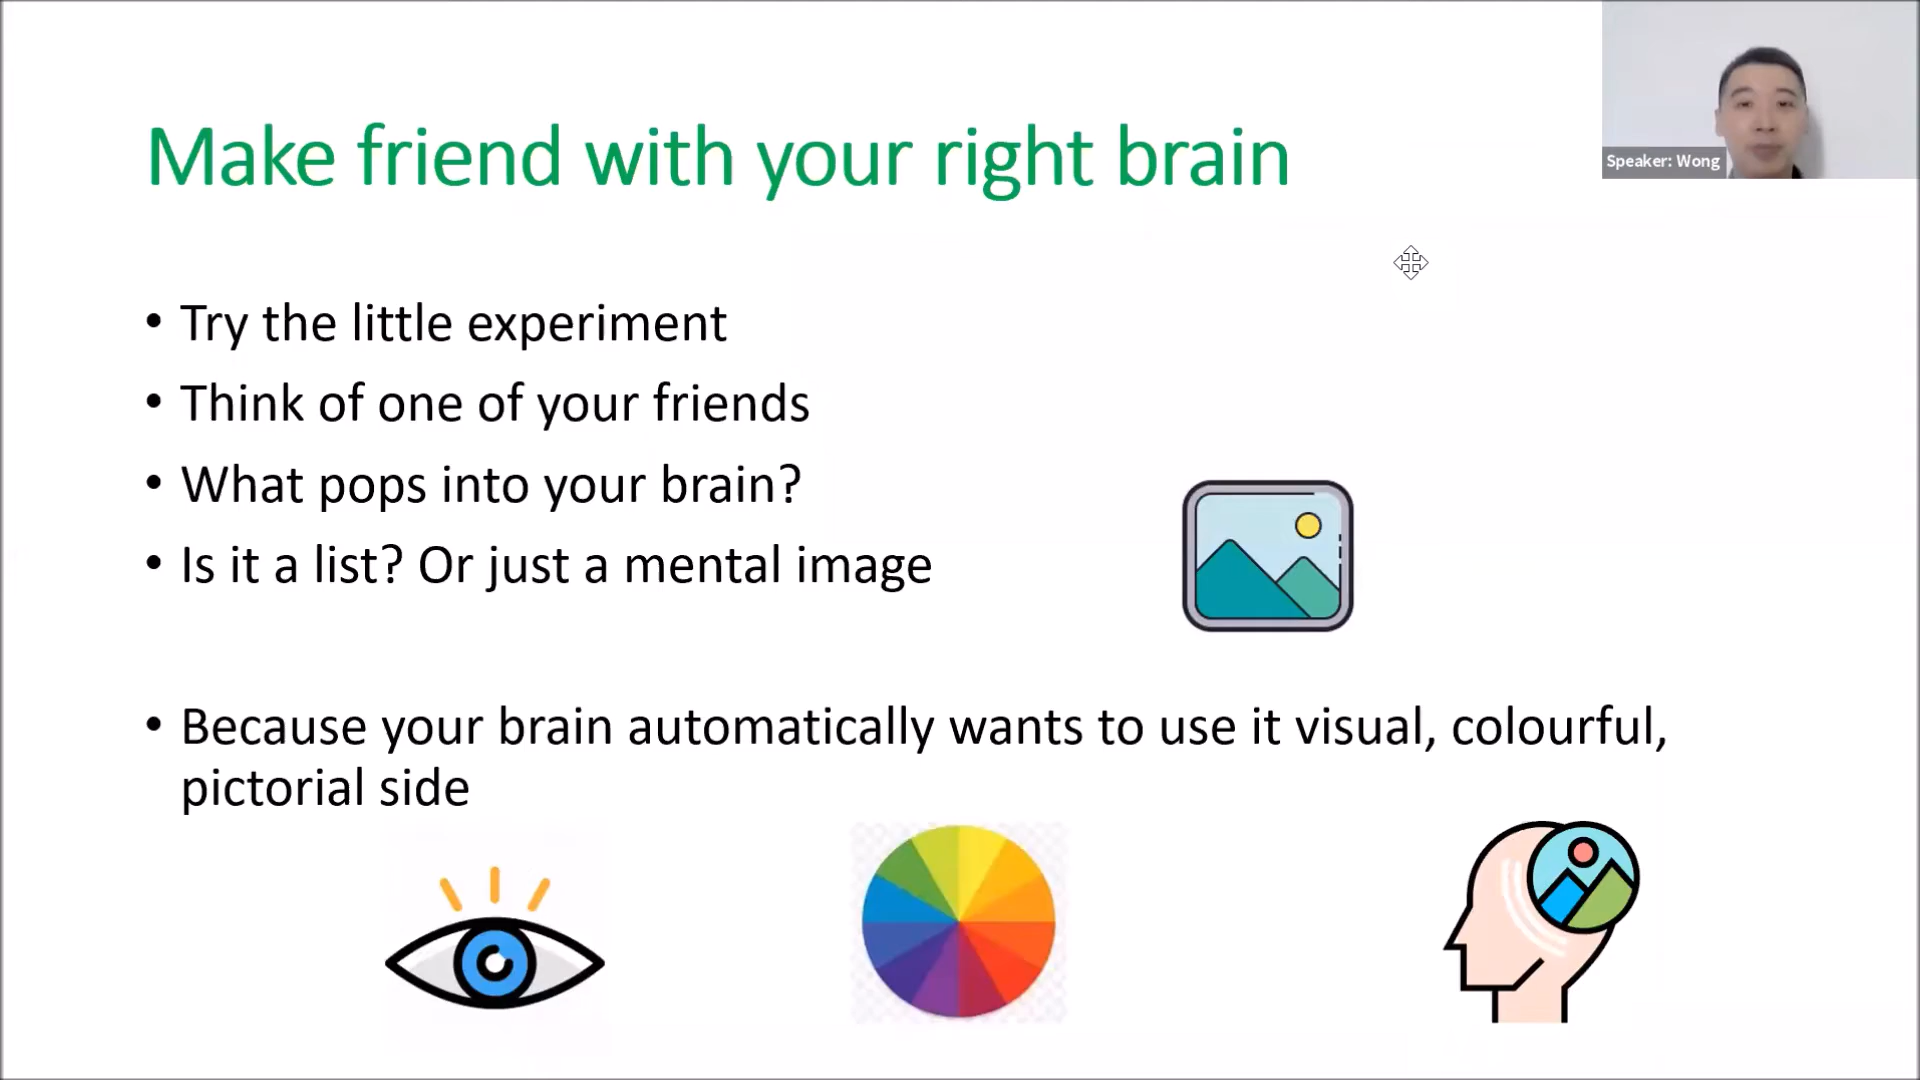 Make friend with your right brain
Speaker: Wong
• Try the little experiment
• Think of one of your friends
• What pops into your brain?
• Is it a list? Or just a mental image
• Because your brain automatically wants to use it visual, colourful,
pictorial side